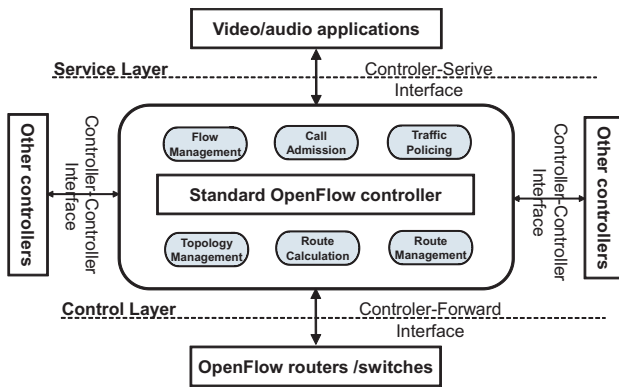 Video/audio applications
Service Layer
Controler-Serive
Interface
Other controllers
Controller-Controller
Interface
Flow
Management
Call
Admission
Traffic
Policing
Standard OpenFlow controller
Topology
Management
Route
Calculation
Route
Management
Controller-Controller
Interface
Other controllers
Control Layer
Controler-Forward
Interface
OpenFlow routers /switches